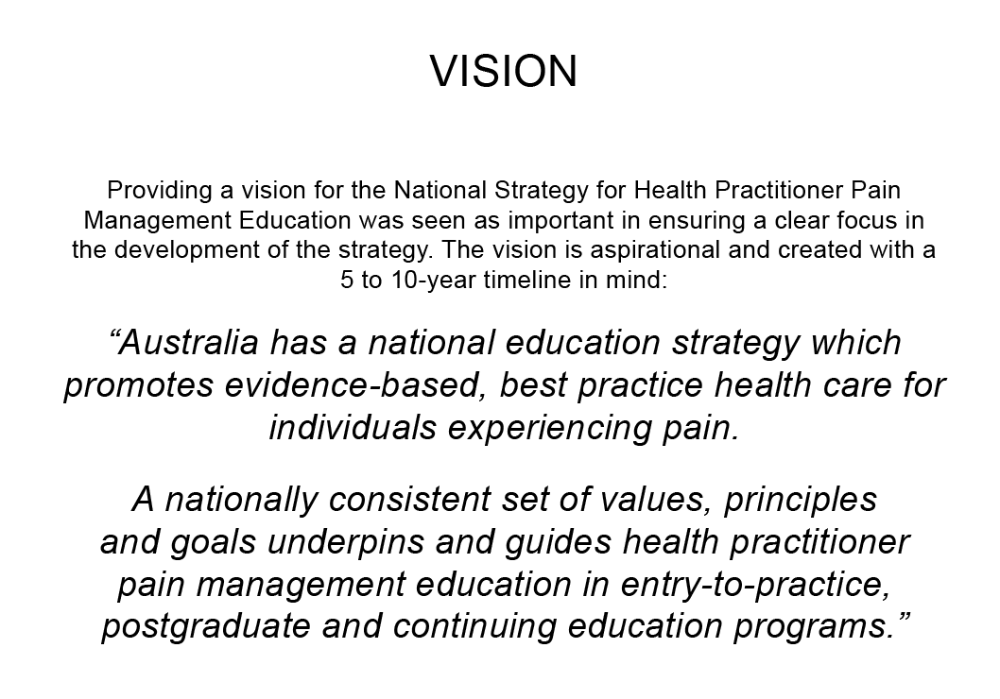 VISION
Providing a vision for the National Strategy for Health Practitioner Pain
Management Education was seen as important in ensuring a clear focus in
the development of the strategy. The vision is aspirational and created with a
5 to 10-year timeline in mind:
“Australia has a national education strategy which
promotes evidence-based, best practice health care for
individuals experiencing pain.
A nationally consistent set of values, principles
and goals underpins and guides health practitioner
pain management education in entry-to-practice,
postgraduate and continuing education programs.”